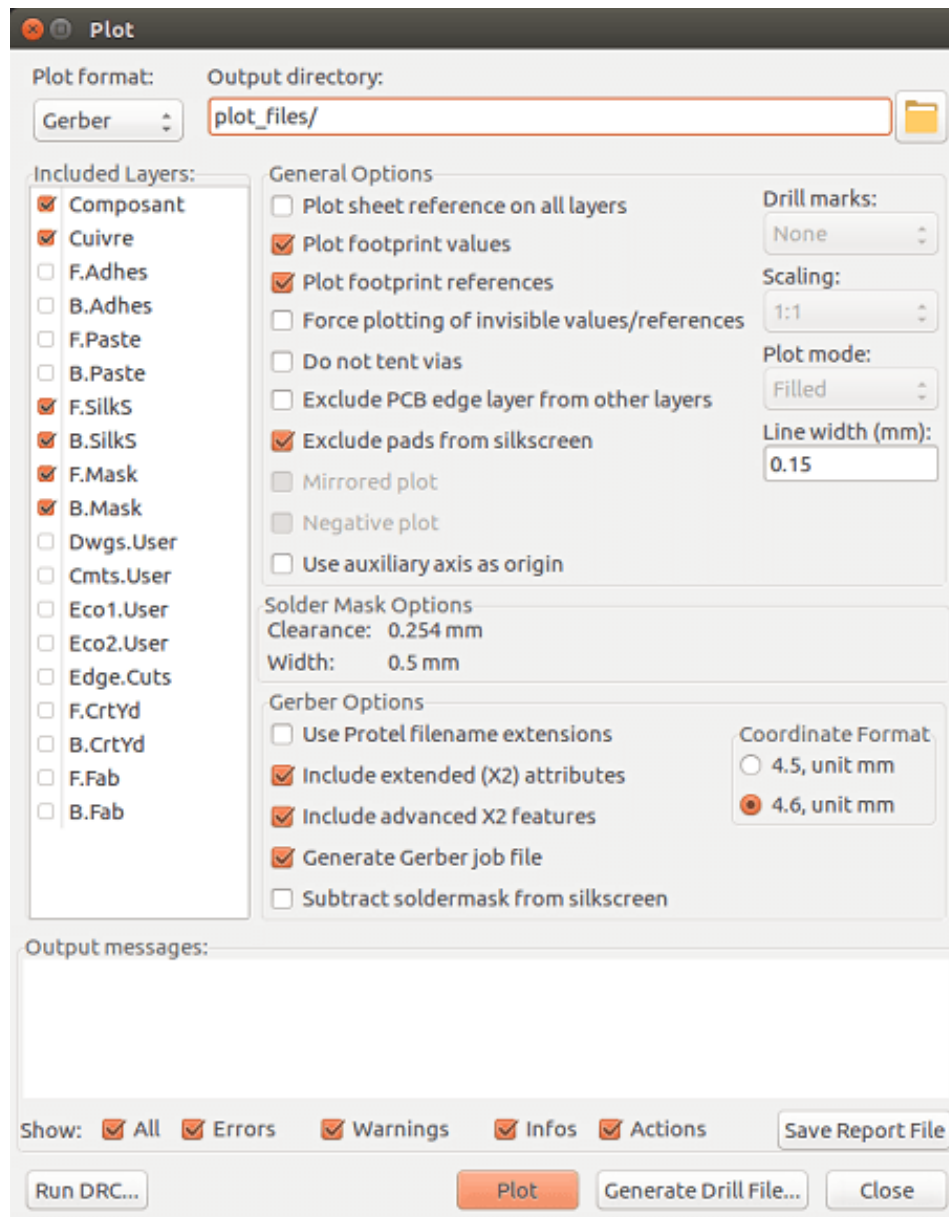 Plot
Plot format:
Output directory:
Gerber
plot_files/
Included Layers:
Composant
Cuivre
F.Adhes
B.Adhes
F.Paste
B.Paste
F.SilkS
B.SilkS
F.Mask
B.Mask
Dwgs.User
Cmts.User
Eco1.User
Eco2.User
Edge.Cuts
F.CrtYd
B.CrtYd
F.Fab
B.Fab
General Options
Plot sheet reference on all layers
Plot footprint values
Plot footprint references
Force plotting of invisible values/references
Do not tent vias
Exclude PCB edge layer from other layers
Exclude pads from silkscreen
Mirrored plot
Negative plot
Use auxiliary axis as origin
Drill marks:
None
Scaling:
1:1
Plot mode:
Filled
Line width (mm):
0.15
Solder Mask Options
Clearance: 0.254 mm
Width: 0.5 mm
Gerber Options
Use Protel filename extensions
Include extended (X2) attributes
Include advanced X2 features
Generate Gerber job file
Subtract soldermask from silkscreen
Coordinate Format
4.5, unit mm
4.6, unit mm
Output messages:
Show: All Errors Warnings Infos Actions Save Report File
Run DRC... Plot Generate Drill File... Close